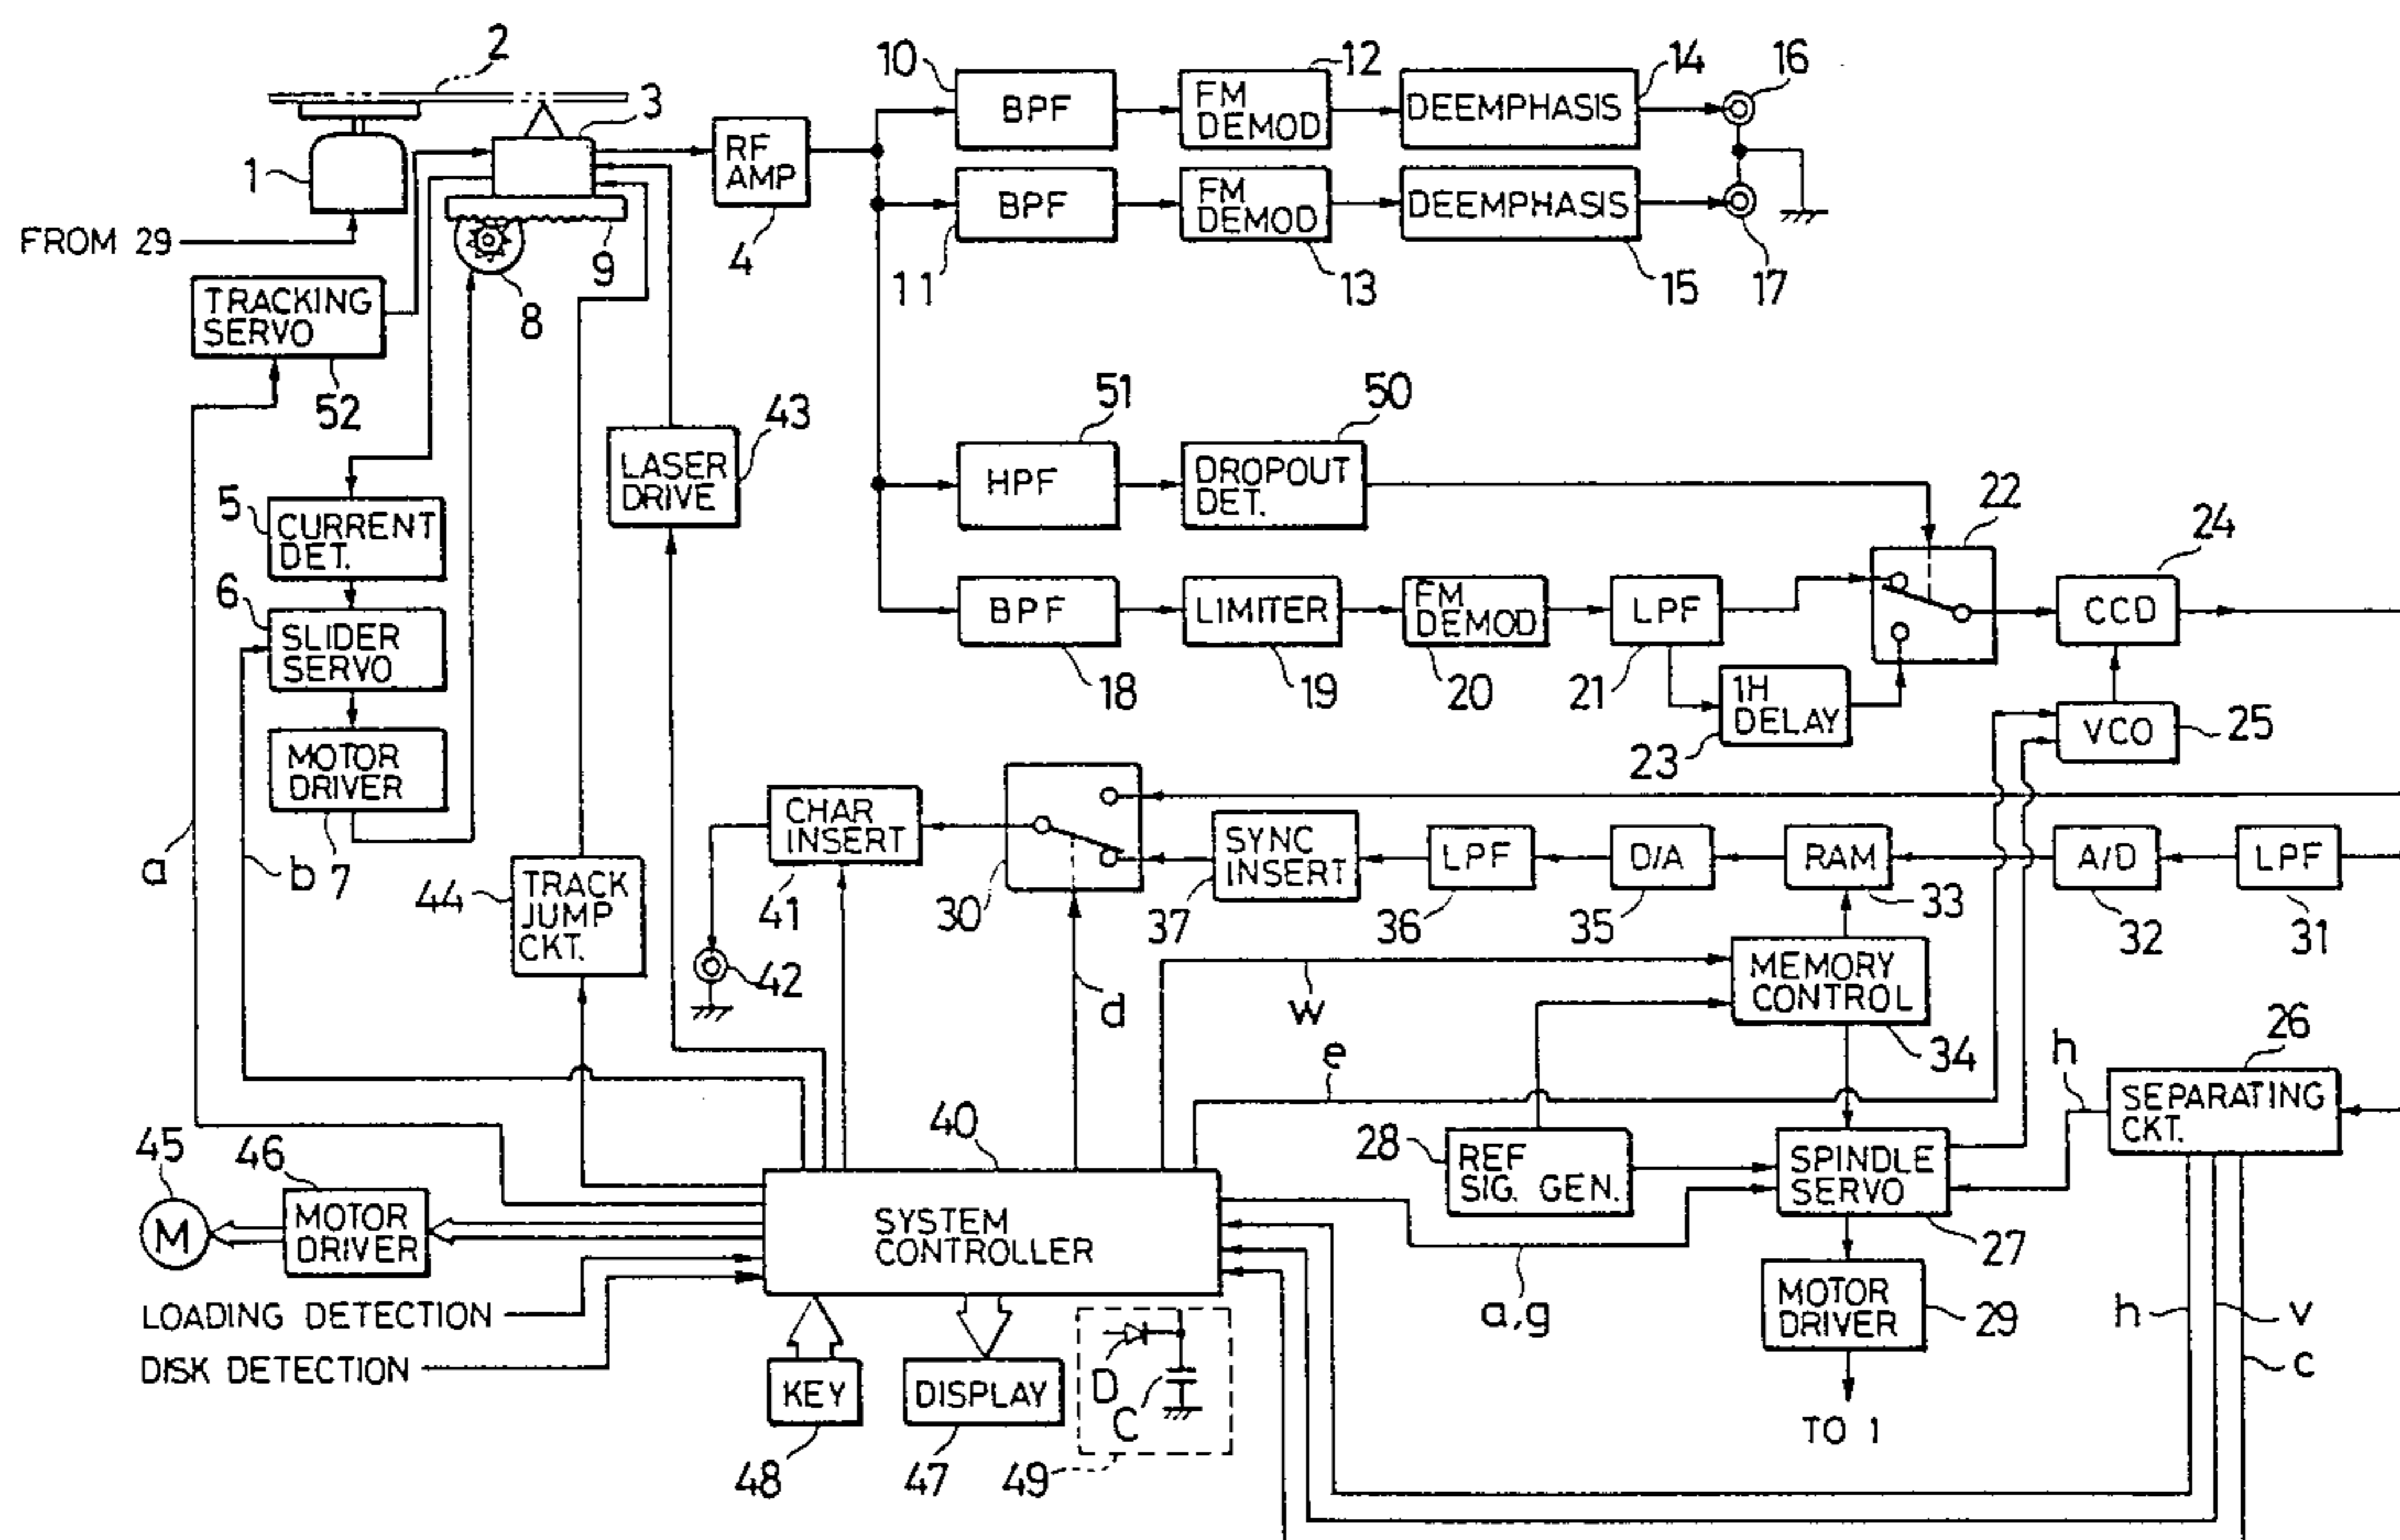 2
3
1
FROM 29
RF
AMP
4
8
9
10
BPF
12
FM
DEMOD
14
DEEMPHASIS
16
11
BPF
13
FM
DEMOD
15
DEEMPHASIS
17
TRACKING
SERVO
52
51
HPF
50
DROPOUT
DET.
43
LASER
DRIVE
5
CURRENT
DET.
6
SLIDER
SERVO
MOTOR
DRIVER
7
a
b
BPF
18
LIMITER
19
FM
DEMOD
20
LPF
21
22
1H
DELAY
23
24
CCD
VCO
25
44
TRACK
JUMP
CKT.
CHAR
INSERT
41
42
30
d
SYNC
INSERT
37
LPF
36
D/A
35
RAM
33
A/D
32
LPF
31
MEMORY
CONTROL
34
w
e
h
26
SEPARATING
CKT.
45
M
46
MOTOR
DRIVER
40
SYSTEM
CONTROLLER
28
REF
SIG. GEN.
SPINDLE
SERVO
27
a,g
MOTOR
DRIVER
29
TO 1
h
v
c
LOADING DETECTION
DISK DETECTION
KEY
48
DISPLAY
47
D
C
49